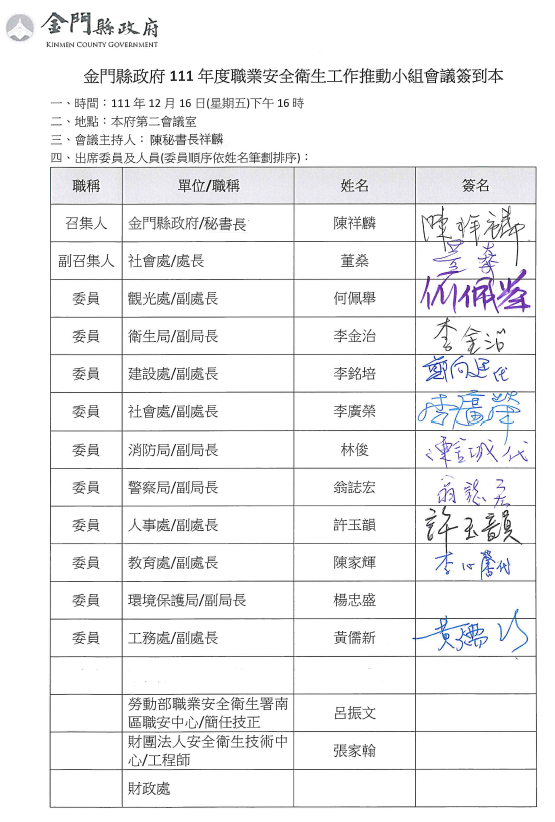 金門縣政府
KINMEN COUNTY GOVERNMENT
金門縣政府 111 年度職業安全衛生工作推動小組會議簽到本
一、時間：111 年 12 月 16 日(星期五)下午 16 時
二、地點：本府第二會議室
三、會議主持人： 陳秘書長祥麟
四、出席委員及人員(委員順序依姓名筆劃排序)：
職稱 單位/職稱 姓名 簽名
召集人 金門縣政府/秘書長 陳祥麟 陳祥麟
副召集人 社會處/處長 董燊 董燊
委員 觀光處/副處長 何佩舉 何佩舉
委員 衛生局/副局長 李金治 李金治
委員 建設處/副處長 李銘培 代
委員 社會處/副處長 李廣榮 李廣榮
委員 消防局/副局長 林俊 代
委員 警察局/副局長 翁誌宏 翁誌宏
委員 人事處/副處長 許玉韻 許玉韻
委員 教育處/副處長 陳家輝 李心馨代
委員 環境保護局/副局長 楊忠盛
委員 工務處/副處長 黃儒新 黃儒新
勞動部職業安全衛生署南
區職安中心/簡任技正 呂振文
財團法人安全衛生技術中
心/工程師 張家翰
財政處